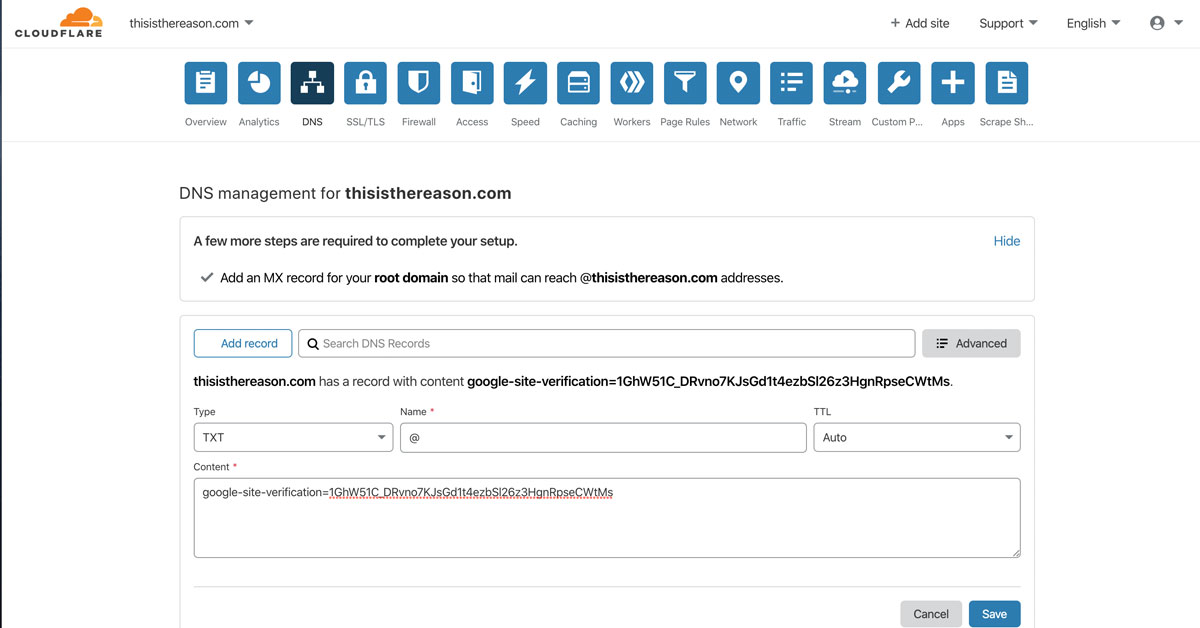 CLOUDFLARE
thisisthereason.com
+ Add site
Support
English
Overview
Analytics
DNS
SSL/TLS
Firewall
Access
Speed
Caching
Workers
Page Rules
Network
Traffic
Stream
Custom P...
Apps
Scrape Sh...
DNS management for thisisthereason.com
A few more steps are required to complete your setup.
Hide
Add an MX record for your root domain so that mail can reach @thisisthereason.com addresses.
Add record
Search DNS Records
Advanced
thisisthereason.com has a record with content google-site-verification=1GhW51C_DRvno7KJsGd1t4ezbSl26z3HgnRpseCWtMs.
Type
Name *
TTL
TXT
@
Auto
Content *
google-site-verification=1GhW51C_DRvno7KJsGd1t4ezbSl26z3HgnRpseCWtMs
Cancel
Save